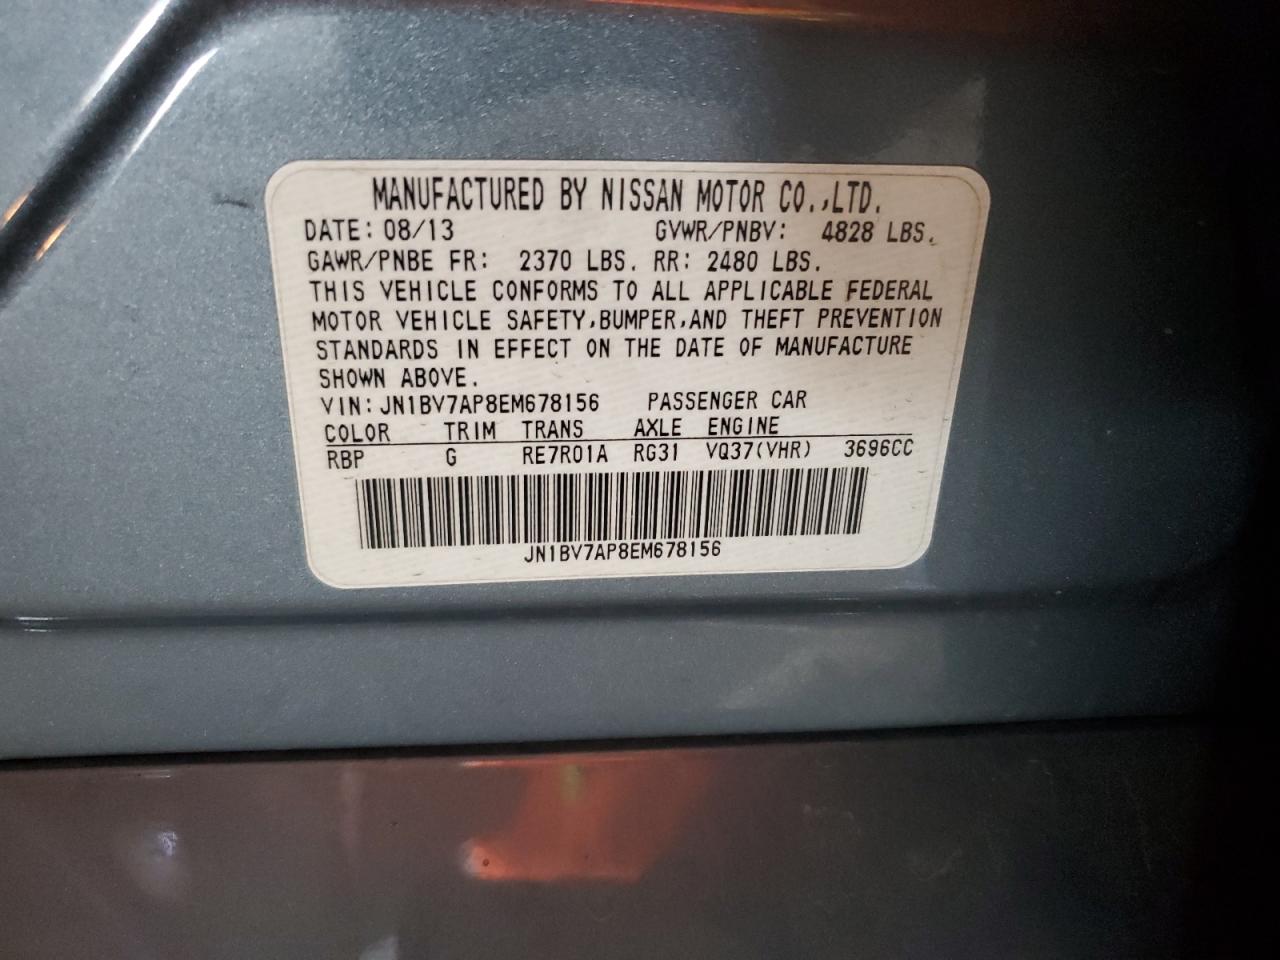 MANUFACTURED BY NISSAN MOTOR CO.,LTD.
DATE: 08/13 GVWR/PNBV: 4828 LBS.
GAWR/PNBE FR: 2370 LBS. RR: 2480 LBS.
THIS VEHICLE CONFORMS TO ALL APPLICABLE FEDERAL
MOTOR VEHICLE SAFETY,BUMPER,AND THEFT PREVENTION
STANDARDS IN EFFECT ON THE DATE OF MANUFACTURE
SHOWN ABOVE.
VIN: JN1BV7AP8EM678156 PASSENGER CAR
COLOR TRIM TRANS AXLE ENGINE
RBP G RE7R01A RG31 VQ37(VHR) 3696CC
JN1BV7AP8EM678156